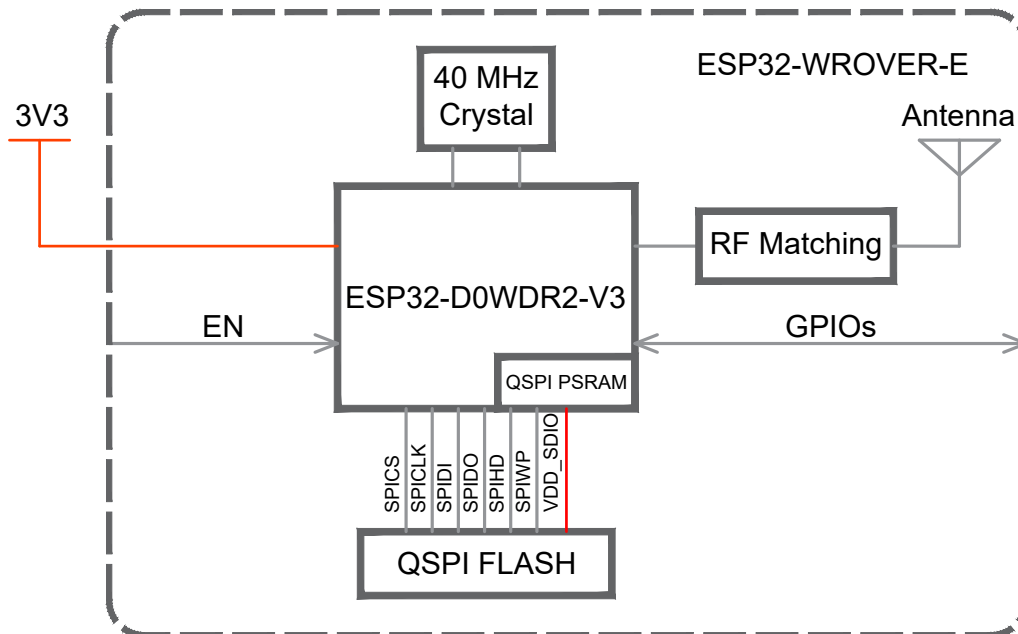 ESP32-WROVER-E
40 MHz
Crystal
3V3
Antenna
RF Matching
ESP32-D0WDR2-V3
EN
GPIOs
QSPI PSRAM
SPICS
SPICLK
SPIDI
SPIDO
SPIHD
SPIWP
VDD_SDIO
QSPI FLASH